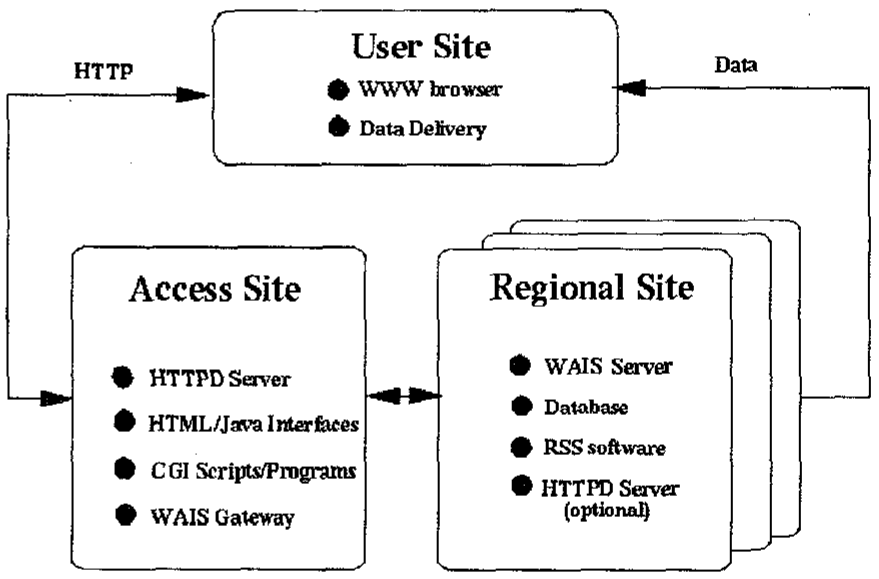 User Site
HTTP
WWW browser
Data
Data Delivery
Access Site
HTTPD Server
HTML/Java Interfaces
CGI Scripts/Programs
WAIS Gateway
Regional Site
WAIS Server
Database
RSS software
HTTPD Server
(optional)